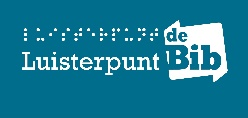 ⠇⠥⠊⠎⠞⠑⠗⠏⠥⠝⠞ de
Luisterpunt Bib